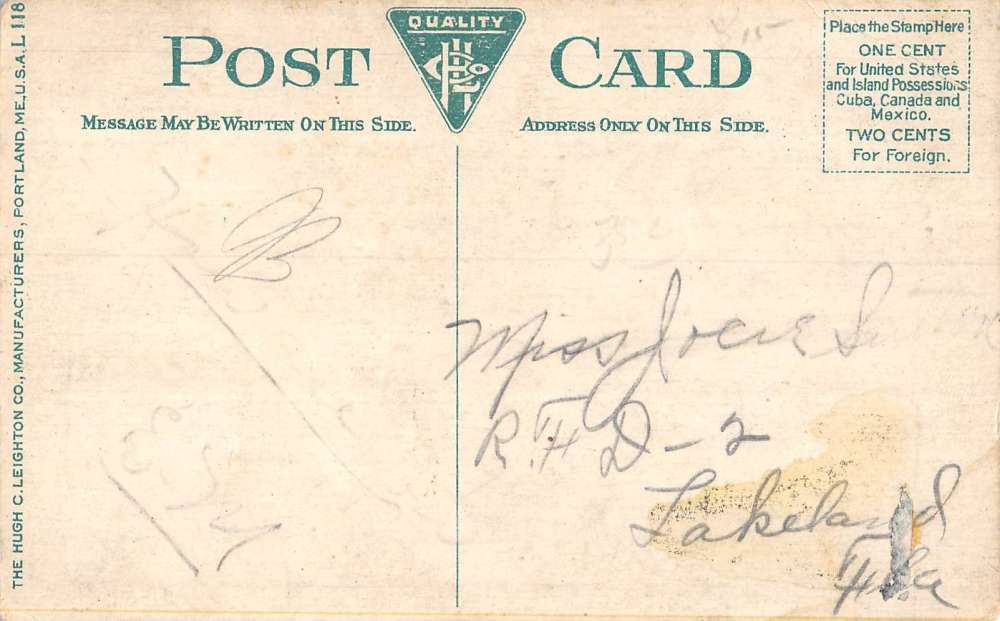 QUALITY
POST CARD
MESSAGE MAY BE WRITTEN ON THIS SIDE.
ADDRESS ONLY ON THIS SIDE.
Place the Stamp Here
ONE CENT
For United States
and Island Possessions
Cuba, Canada and
Mexico.
TWO CENTS
For Foreign.
THE HUGH C. LEIGHTON CO., MANUFACTURERS, PORTLAND, ME., U.S.A. L 118
B
Miss
R.F.D-2
Lakeland
Fla